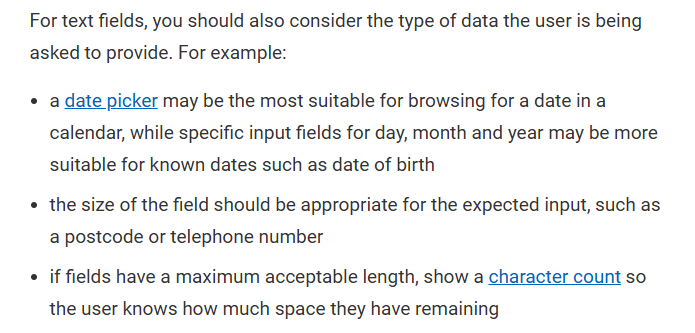 For text fields, you should also consider the type of data the user is being
asked to provide. For example:
• a date picker may be the most suitable for browsing for a date in a
calendar, while specific input fields for day, month and year may be more
suitable for known dates such as date of birth
• the size of the field should be appropriate for the expected input, such as
a postcode or telephone number
• if fields have a maximum acceptable length, show a character count so
the user knows how much space they have remaining